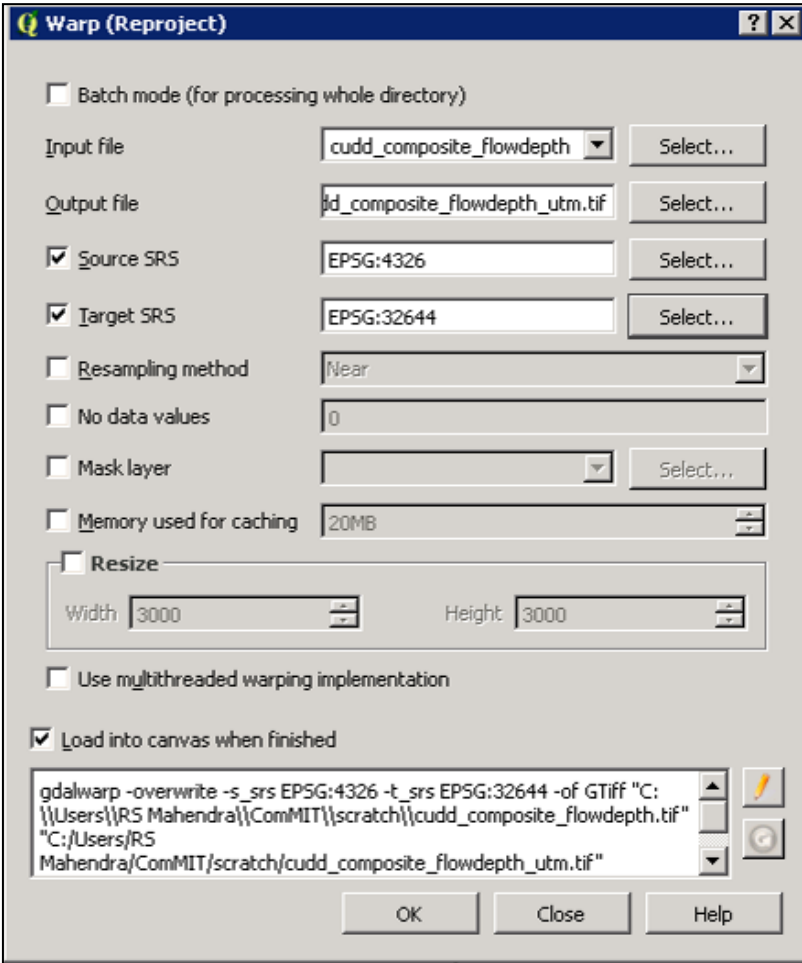 Warp (Reproject)
Batch mode (for processing whole directory)
Input file cudd_composite_flowdepth Select...
Output file dd_composite_flowdepth_utm.tif Select...
Source SRS EPSG:4326 Select...
Target SRS EPSG:32644 Select...
Resampling method Near
No data values 0
Mask layer Select...
Memory used for caching 20MB
Resize
Width 3000 Height 3000
Use multithreaded warping implementation
Load into canvas when finished
gdalwarp -overwrite -s_srs EPSG:4326 -t_srs EPSG:32644 -of GTiff "C:
\\Users\\RS Mahendra\\ComMIT\\scratch\\cudd_composite_flowdepth.tif"
"C:/Users/RS
Mahendra/ComMIT/scratch/cudd_composite_flowdepth_utm.tif"
OK Close Help